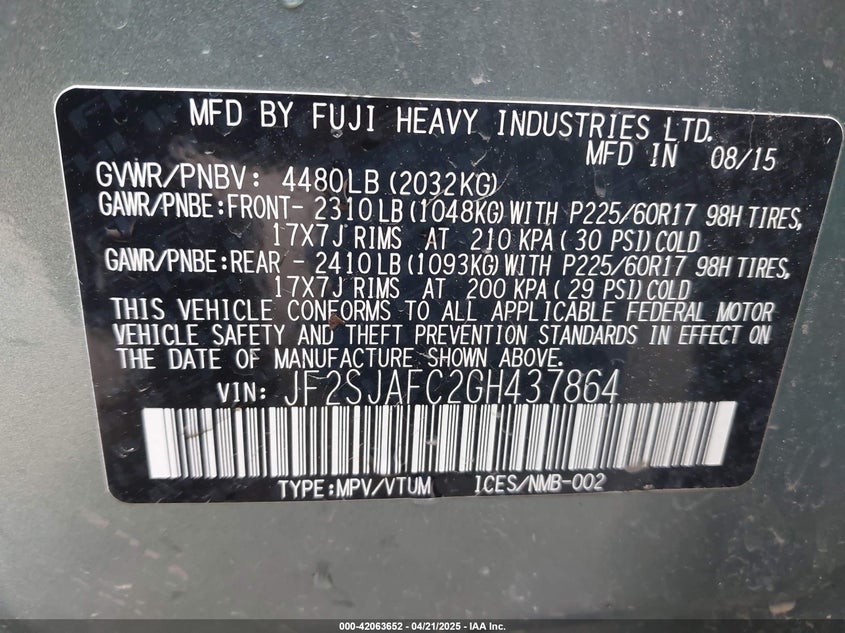 MFD BY FUJI HEAVY INDUSTRIES LTD.
MFD IN 08/15
GVWR/PNBV: 4480LB (2032KG)
GAWR/PNBE:FRONT- 2310 LB (1048KG) WITH P225/60R17 98H TIRES,
17X7J RIMS AT 210 KPA ( 30 PSI) COLD
GAWR/PNBE:REAR - 2410 LB (1093KG) WITH P225/60R17 98H TIRES,
17X7J RIMS AT 200 KPA ( 29 PSI) COLD
THIS VEHICLE CONFORMS TO ALL APPLICABLE FEDERAL MOTOR
VEHICLE SAFETY AND THEFT PREVENTION STANDARDS IN EFFECT ON
THE DATE OF MANUFACTURE SHOWN ABOVE.
VIN: JF2SJAFC2GH437864
TYPE:MPV/VTUM ICES/NMB-002
000-42063652 - 04/21/2025 - IAA Inc.